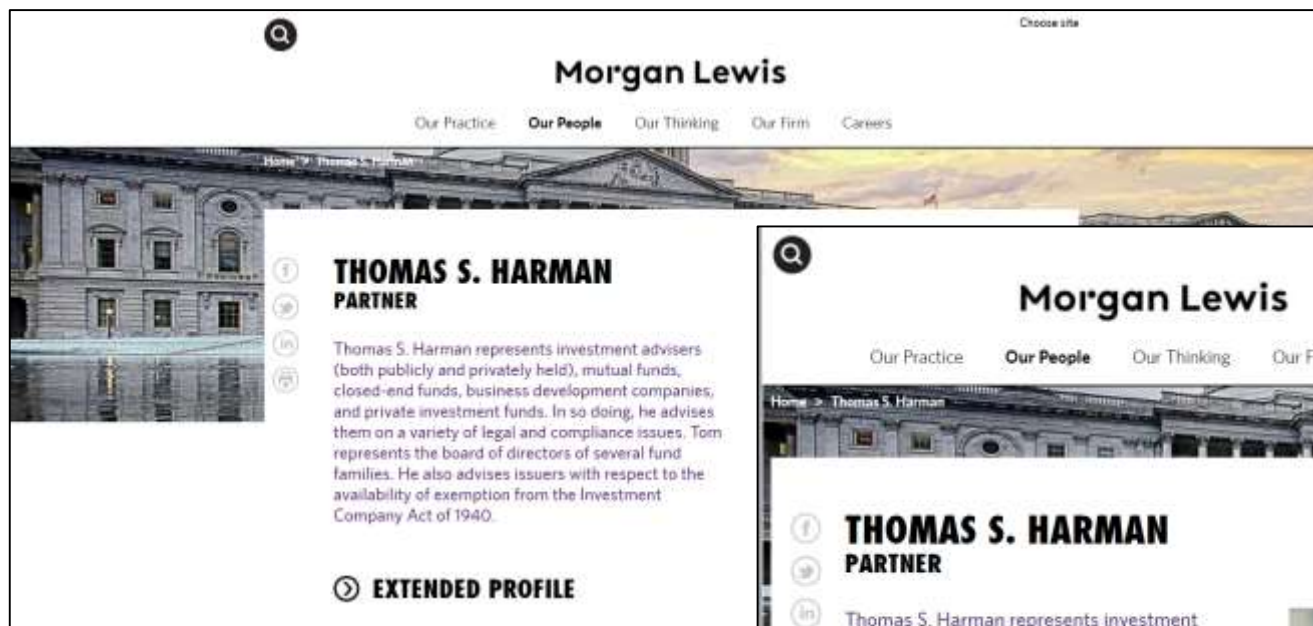 Choose site
Morgan Lewis
Our Practice Our People Our Thinking Our Firm Careers
Home > Thomas S. Harman
THOMAS S. HARMAN
PARTNER
Thomas S. Harman represents investment advisers
(both publicly and privately held), mutual funds,
closed-end funds, business development companies,
and private investment funds. In so doing, he advises
them on a variety of legal and compliance issues. Tom
represents the board of directors of several fund
families. He also advises issuers with respect to the
availability of exemption from the Investment
Company Act of 1940.
EXTENDED PROFILE
Morgan Lewis
Our Practice Our People Our Thinking Our F
Home > Thomas S. Harman
THOMAS S. HARMAN
PARTNER
Thomas S. Harman represents investment